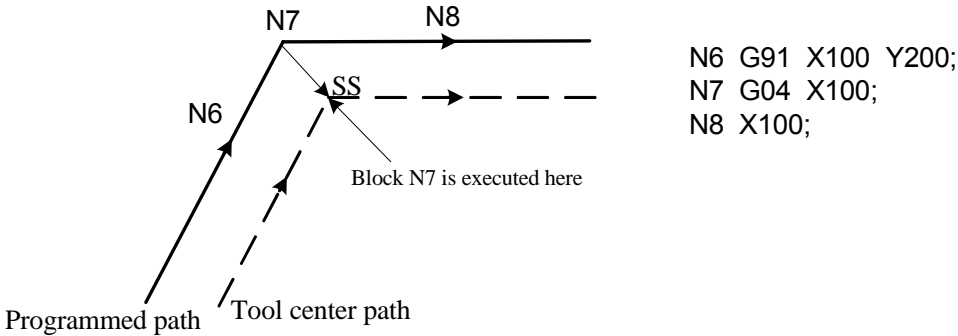 N7
N8
N6 G91 X100 Y200;
N7 G04 X100;
N8 X100;
SS
N6
Block N7 is executed here
Programmed path
Tool center path